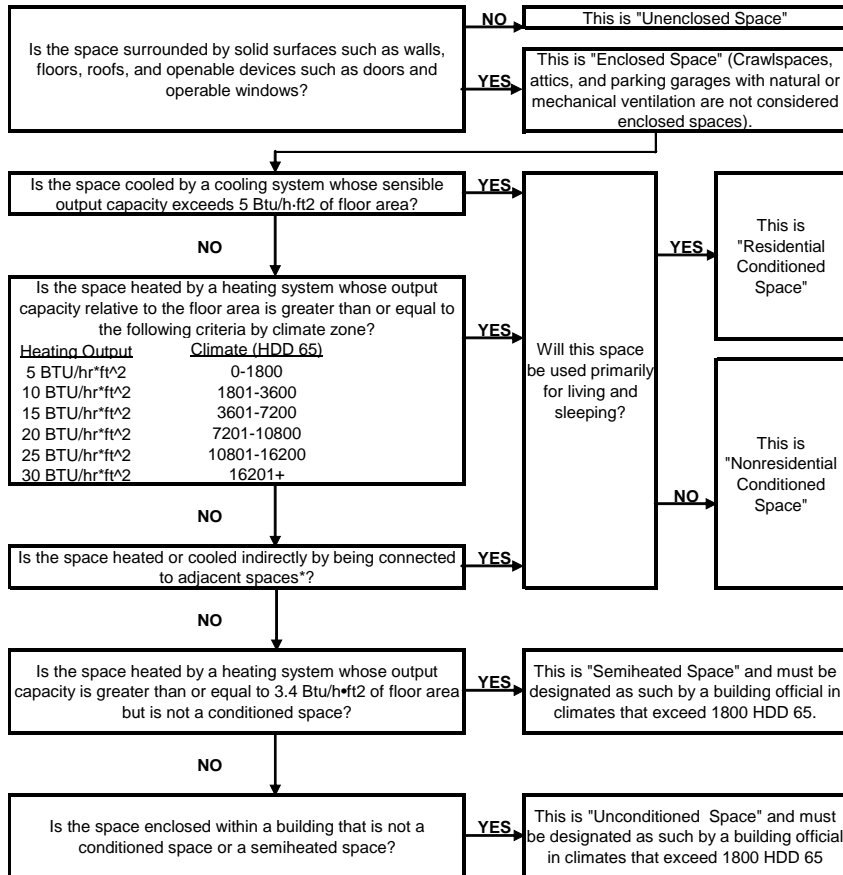 Is the space surrounded by solid surfaces such as walls,
floors, roofs, and openable devices such as doors and
operable windows?
NO
This is "Unenclosed Space"
YES
This is "Enclosed Space" (Crawlspaces,
attics, and parking garages with natural or
mechanical ventilation are not considered
enclosed spaces).
Is the space cooled by a cooling system whose sensible
output capacity exceeds 5 Btu/h·ft2 of floor area?
YES
NO
Is the space heated by a heating system whose output
capacity relative to the floor area is greater than or equal to
the following criteria by climate zone?
Heating Output Climate (HDD 65)
5 BTU/hr*ft^2 0-1800
10 BTU/hr*ft^2 1801-3600
15 BTU/hr*ft^2 3601-7200
20 BTU/hr*ft^2 7201-10800
25 BTU/hr*ft^2 10801-16200
30 BTU/hr*ft^2 16201+
YES
NO
Is the space heated or cooled indirectly by being connected
to adjacent spaces*?
YES
Will this space
be used primarily
for living and
sleeping?
YES
This is
"Residential
Conditioned
Space"
NO
This is
"Nonresidential
Conditioned
Space"
NO
Is the space heated by a heating system whose output
capacity is greater than or equal to 3.4 Btu/h•ft2 of floor area
but is not a conditioned space?
YES
This is "Semiheated Space" and must be
designated as such by a building official in
climates that exceed 1800 HDD 65.
NO
Is the space enclosed within a building that is not a
conditioned space or a semiheated space?
YES
This is "Unconditioned Space" and must
be designated as such by a building official
in climates that exceed 1800 HDD 65